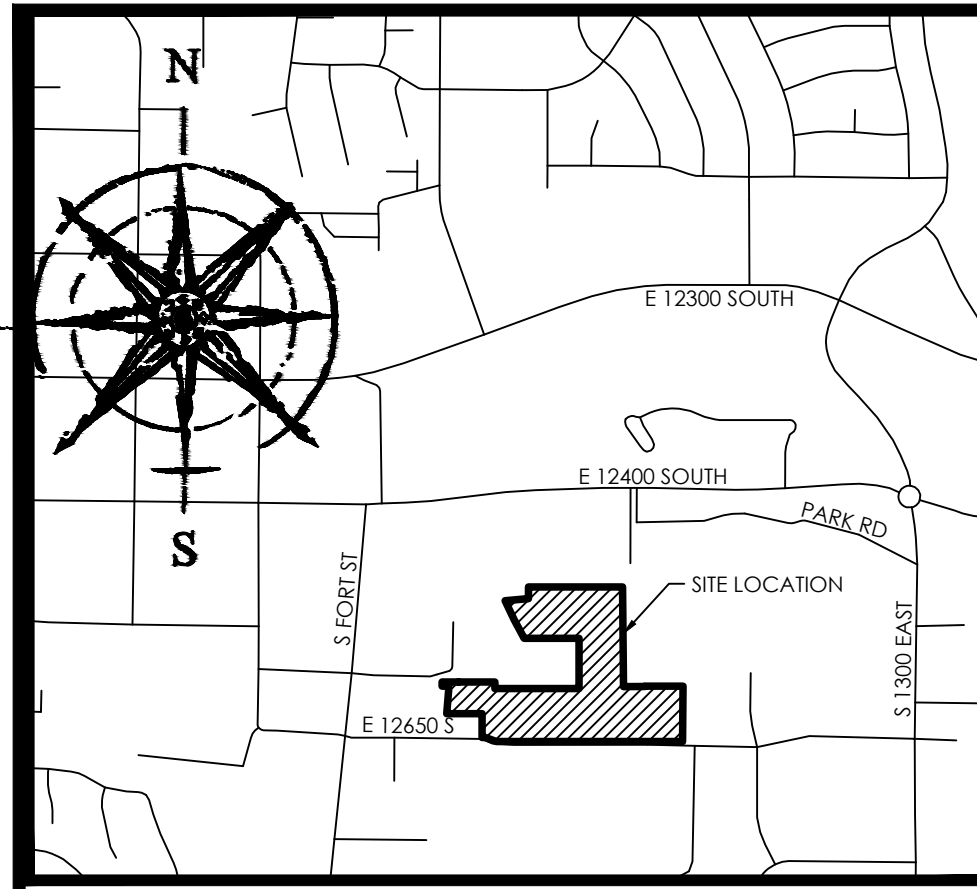 N
E 12300 SOUTH
E 12400 SOUTH
PARK RD
S
S FORT ST
SITE LOCATION
S 1300 EAST
E 12650 S